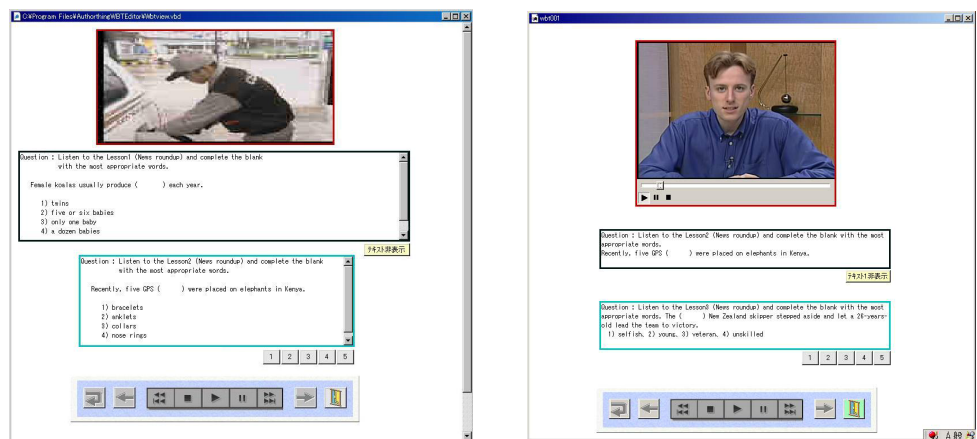 C:¥Program Files¥AuthorthingWBTEditor¥Wbtview.vbd
Question : Listen to the Lesson1 (News roundup) and complete the blank
with the most appropriate words.
Female koalas usually produce (       ) each year.
1) twins
2) five or six babies
3) only one baby
4) a dozen babies
テキスト非表示
Question : Listen to the Lesson2 (News roundup) and complete the blank
with the most appropriate words.
Recently, five GPS (       ) were placed on elephants in Kenya.
1) bracelets
2) anklets
3) collars
4) nose rings
1 2 3 4 5
wbt001
Question : Listen to the Lesson2 (News roundup) and complete the blank with the most
appropriate words.
Recently, five GPS (       ) were placed on elephants in Kenya.
テキスト1非表示
Question : Listen to the Lesson3 (News roundup) and complete the blank with the most
appropriate words. The (       ) New Zealand skipper stepped aside and let a 26-years-
old lead the team to victory.
1) selfish, 2) young, 3) veteran, 4) unskilled
1 2 3 4 5
A 般